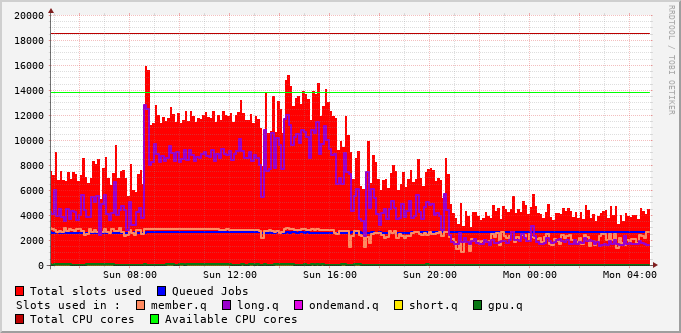 20000
18000
16000
14000
12000
10000
8000
6000
4000
2000
0
RRDTOOL / TOBI OETIKER
Sun 08:00 Sun 12:00 Sun 16:00 Sun 20:00 Mon 00:00 Mon 04:00
Total slots used Queued Jobs
Slots used in : member.q long.q ondemand.q short.q gpu.q
Total CPU cores Available CPU cores